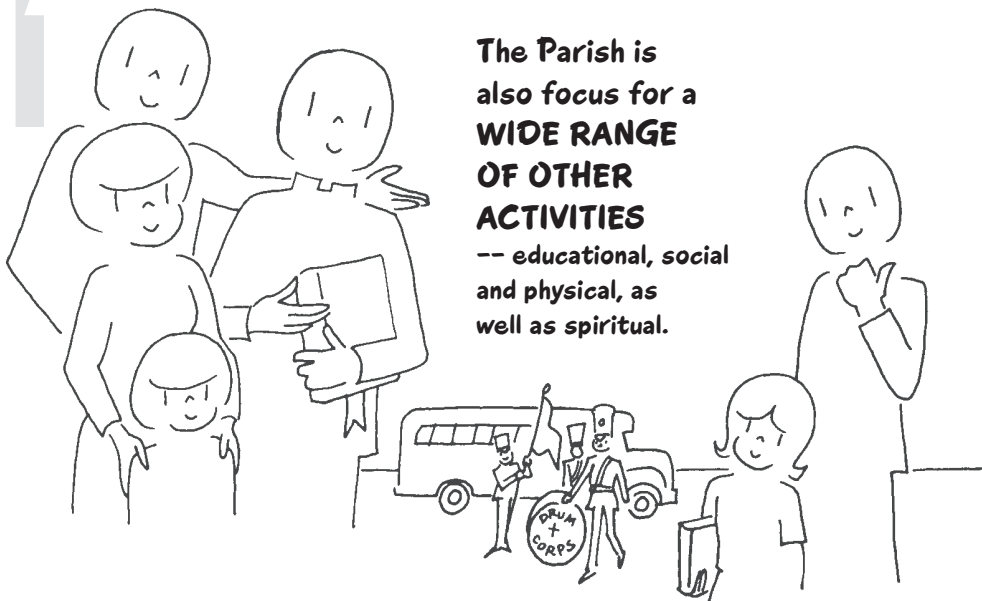 The Parish is
also focus for a
WIDE RANGE
OF OTHER
ACTIVITIES
-- educational, social
and physical, as
well as spiritual.
DRUM
+
CORPS